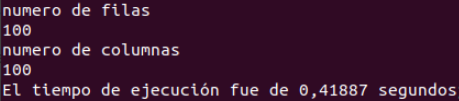 numero de filas
100
numero de columnas
100
El tiempo de ejecución fue de 0,41887 segundos